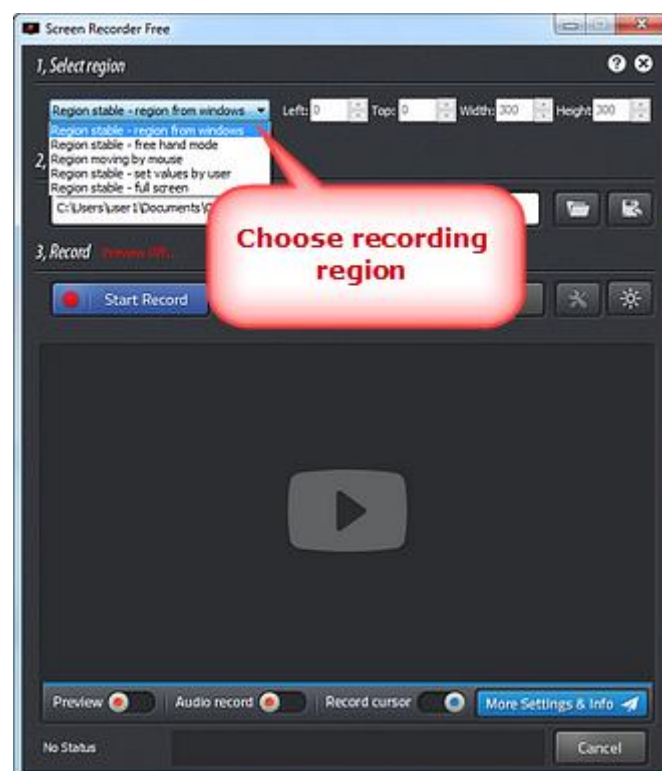 Screen Recorder Free
1, Select region
Region stable - region from windows Left: 0 Top: 0 Width: 300 Height 300
Region stable - region from windows
Region stable - free hand mode
Region moving by mouse
Region stable - set values by user
Region stable - full screen
2,
C:\Users\user1\Documents\
Choose recording
region
3, Record Preview Off..
Start Record
Preview Audio record Record cursor More Settings & Info
No Status Cancel